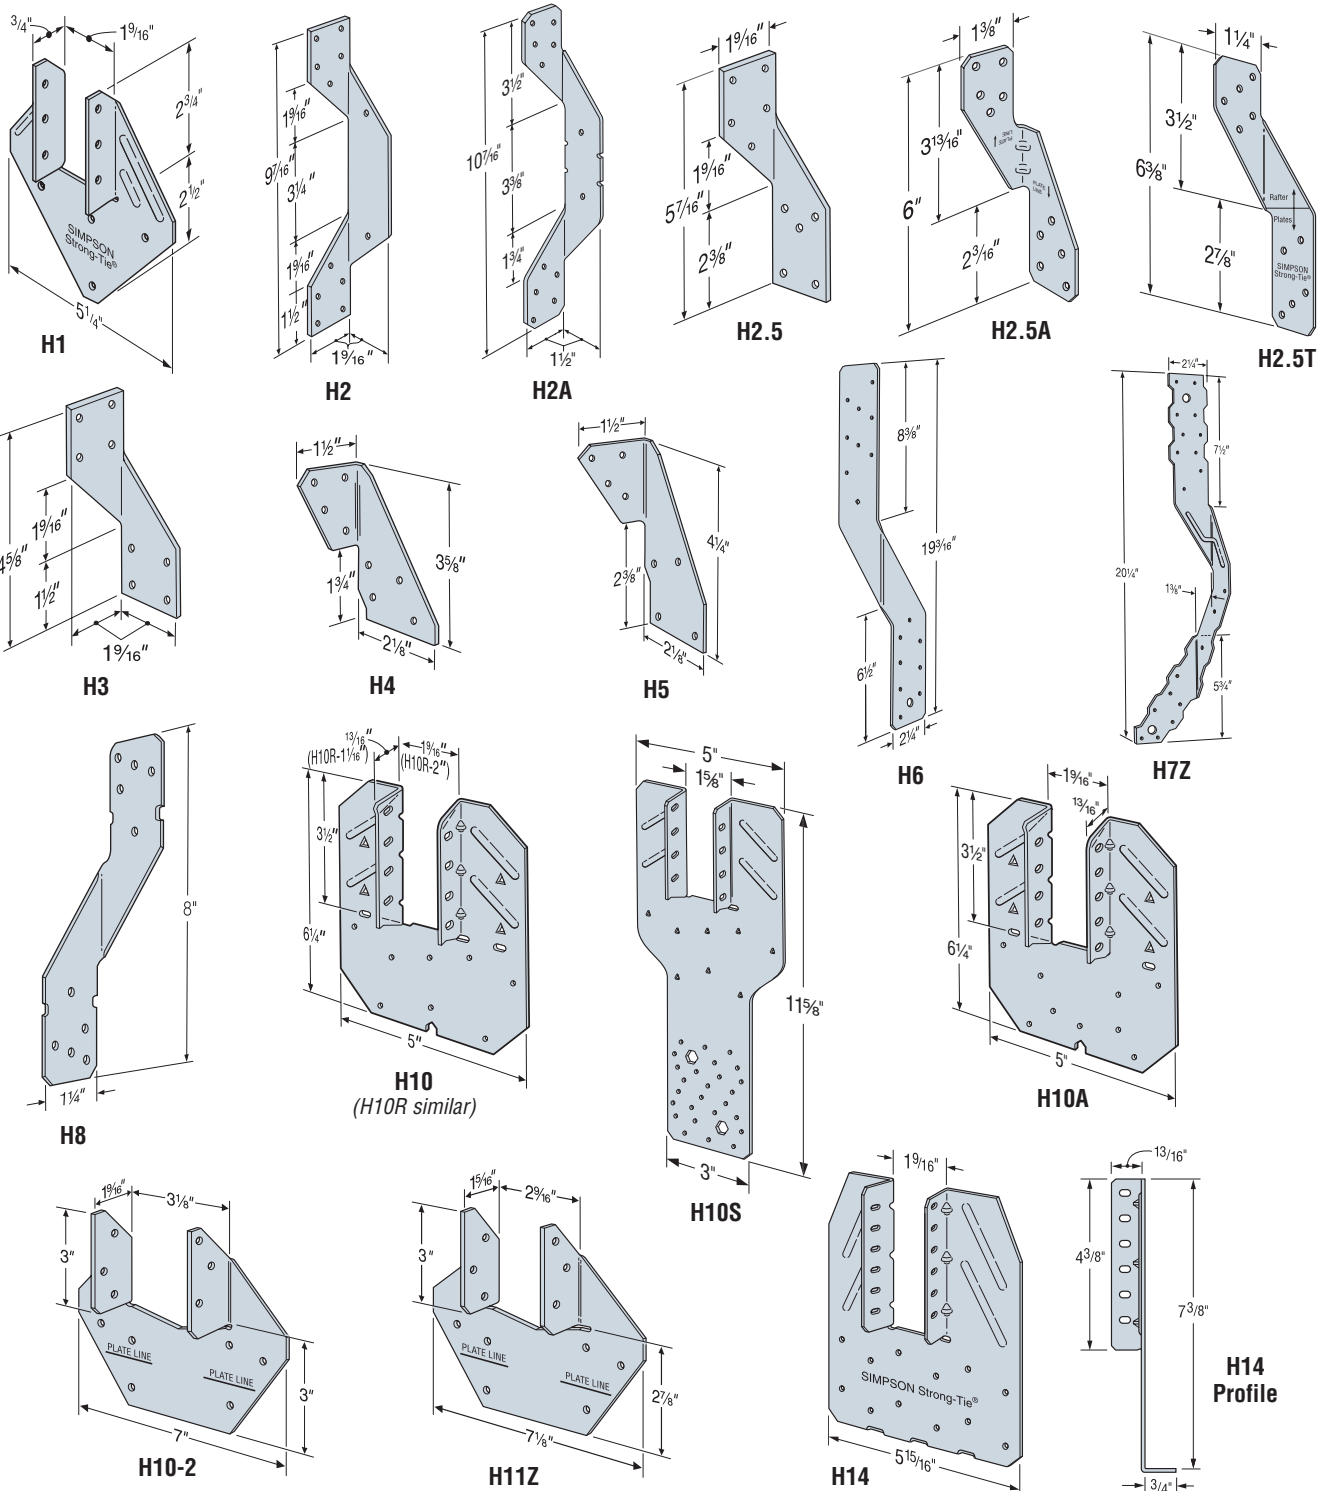 3/4"
1 9/16"
2 3/4"
2 1/2"
SIMPSON
Strong-Tie®
5 1/4"
H1
9 7/16"
1 9/16"
3 1/4"
1 9/16"
1 1/2"
1 9/16"
H2
10 7/16"
3 1/2"
3 3/8"
1 3/4"
1 1/2"
H2A
1 9/16"
1 9/16"
5 7/16"
2 3/8"
H2.5
1 3/8"
3 13/16"
6"
2 3/16"
PLATE
LINE
PLATE
LINE
H2.5A
1 1/4"
3 1/2"
6 3/8"
2 7/8"
Rafter
Plates
SIMPSON
Strong-Tie®
H2.5T
1 9/16"
4 5/8"
1 1/2"
1 9/16"
H3
1 1/2"
3 5/8"
1 3/4"
2 1/8"
H4
1 1/2"
4 1/4"
2 3/8"
2 1/8"
H5
8 3/8"
19 3/16"
6 1/2"
2 1/4"
H6
2 1/4"
7 1/2"
20 1/4"
1 3/8"
5 3/4"
H7Z
8"
1 1/4"
H8
13/16"
(H10R-1 1/16")
1 9/16"
(H10R-2")
3 1/2"
6 1/4"
5"
H10
(H10R similar)
5"
1 5/8"
11 5/8"
3"
H10S
1 9/16"
13/16"
3 1/2"
6 1/4"
5"
H10A
1 9/16"
3 1/8"
3"
PLATE LINE
PLATE LINE
3"
7"
H10-2
1 5/16"
2 9/16"
3"
PLATE LINE
PLATE LINE
2 7/8"
7 1/8"
H11Z
1 9/16"
SIMPSON Strong-Tie®
5 15/16"
H14
13/16"
4 3/8"
7 3/8"
3/4"
H14
Profile